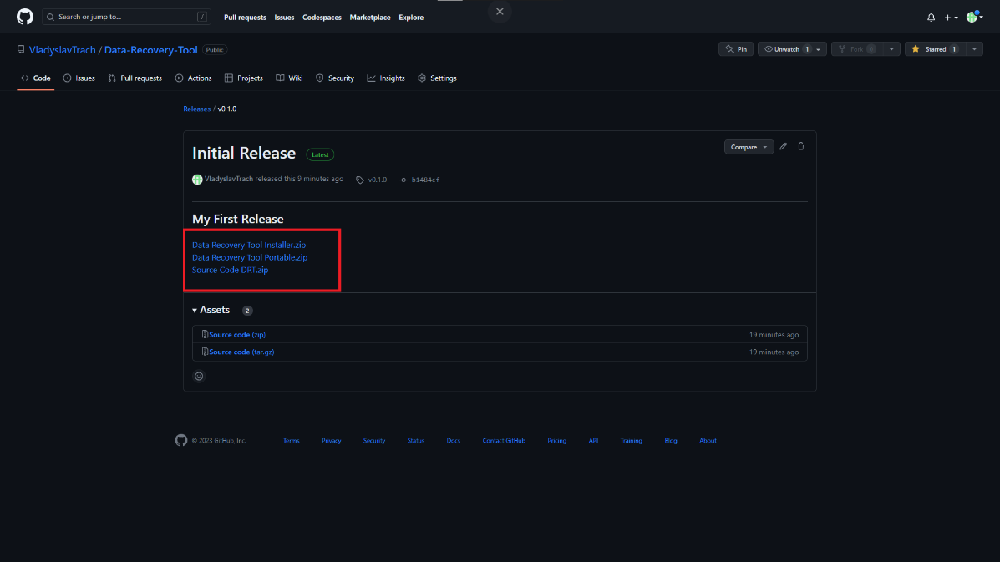 Search or jump to... /
Pull requests Issues Codespaces Marketplace Explore
VladyslavTrach / Data-Recovery-Tool Public
Pin Unwatch 1 Fork 0 Starred 1
Code Issues Pull requests Actions Projects Wiki Security Insights Settings
Releases / v0.1.0
Initial Release Latest
Compare
VladyslavTrach released this 9 minutes ago v0.1.0 b1484cf
My First Release
Data Recovery Tool Installer.zip
Data Recovery Tool Portable.zip
Source Code DRT.zip
Assets 2
Source code (zip) 19 minutes ago
Source code (tar.gz) 19 minutes ago
© 2023 GitHub, Inc. Terms Privacy Security Status Docs Contact GitHub Pricing API Training Blog About